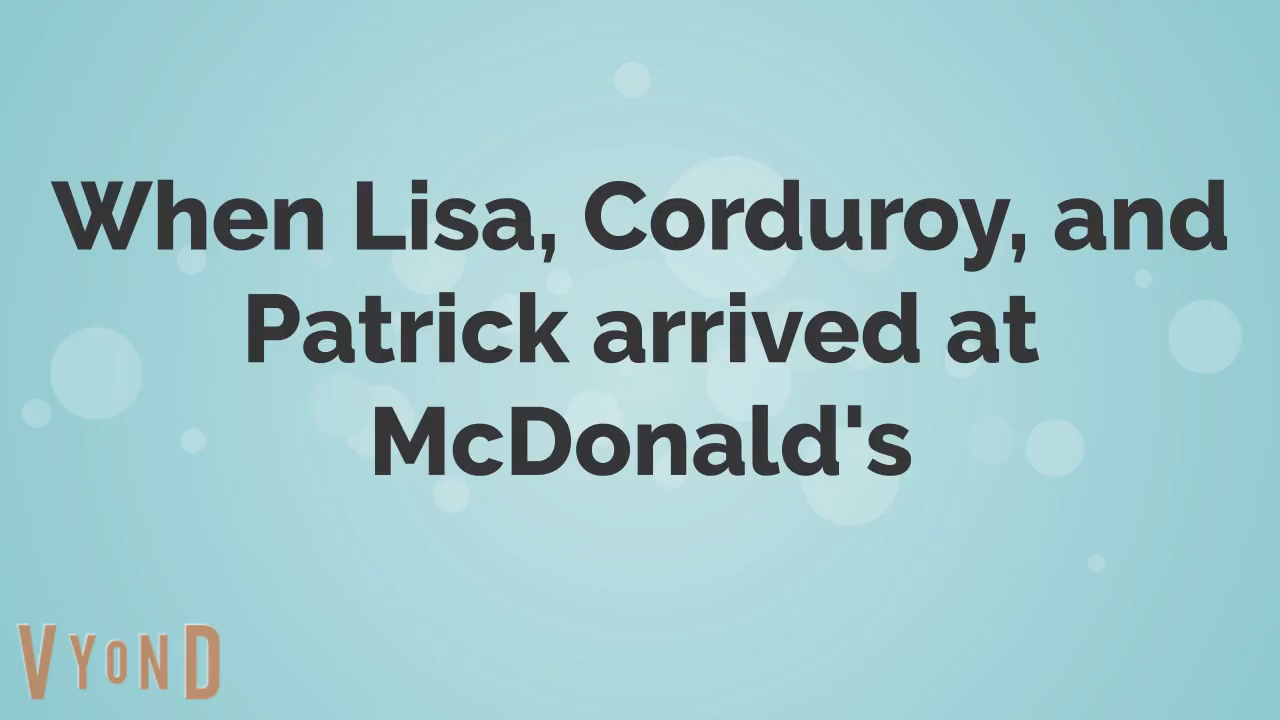 When Lisa, Corduroy, and
Patrick arrived at
McDonald's
VYOND